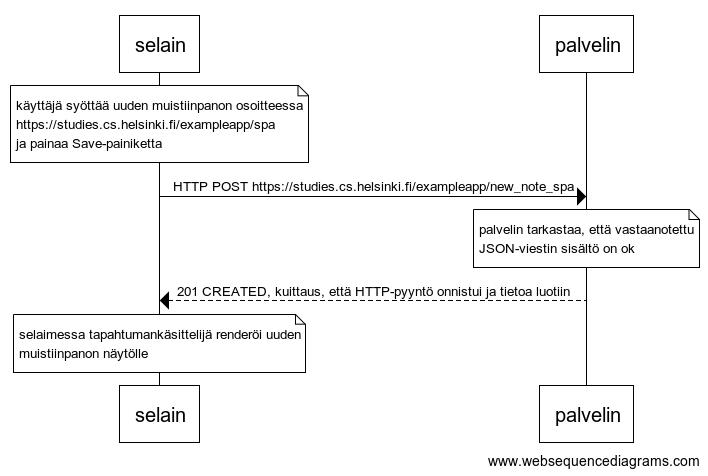 selain
palvelin
käyttäjä syöttää uuden muistiinpanon osoitteessa
https://studies.cs.helsinki.fi/exampleapp/spa
ja painaa Save-painiketta
HTTP POST https://studies.cs.helsinki.fi/exampleapp/new_note_spa
palvelin tarkastaa, että vastaanotettu
JSON-viestin sisältö on ok
201 CREATED, kuittaus, että HTTP-pyyntö onnistui ja tietoa luotiin
selaimessa tapahtumankäsittelijä renderöi uuden
muistiinpanon näytölle
selain
palvelin
www.websequencediagrams.com